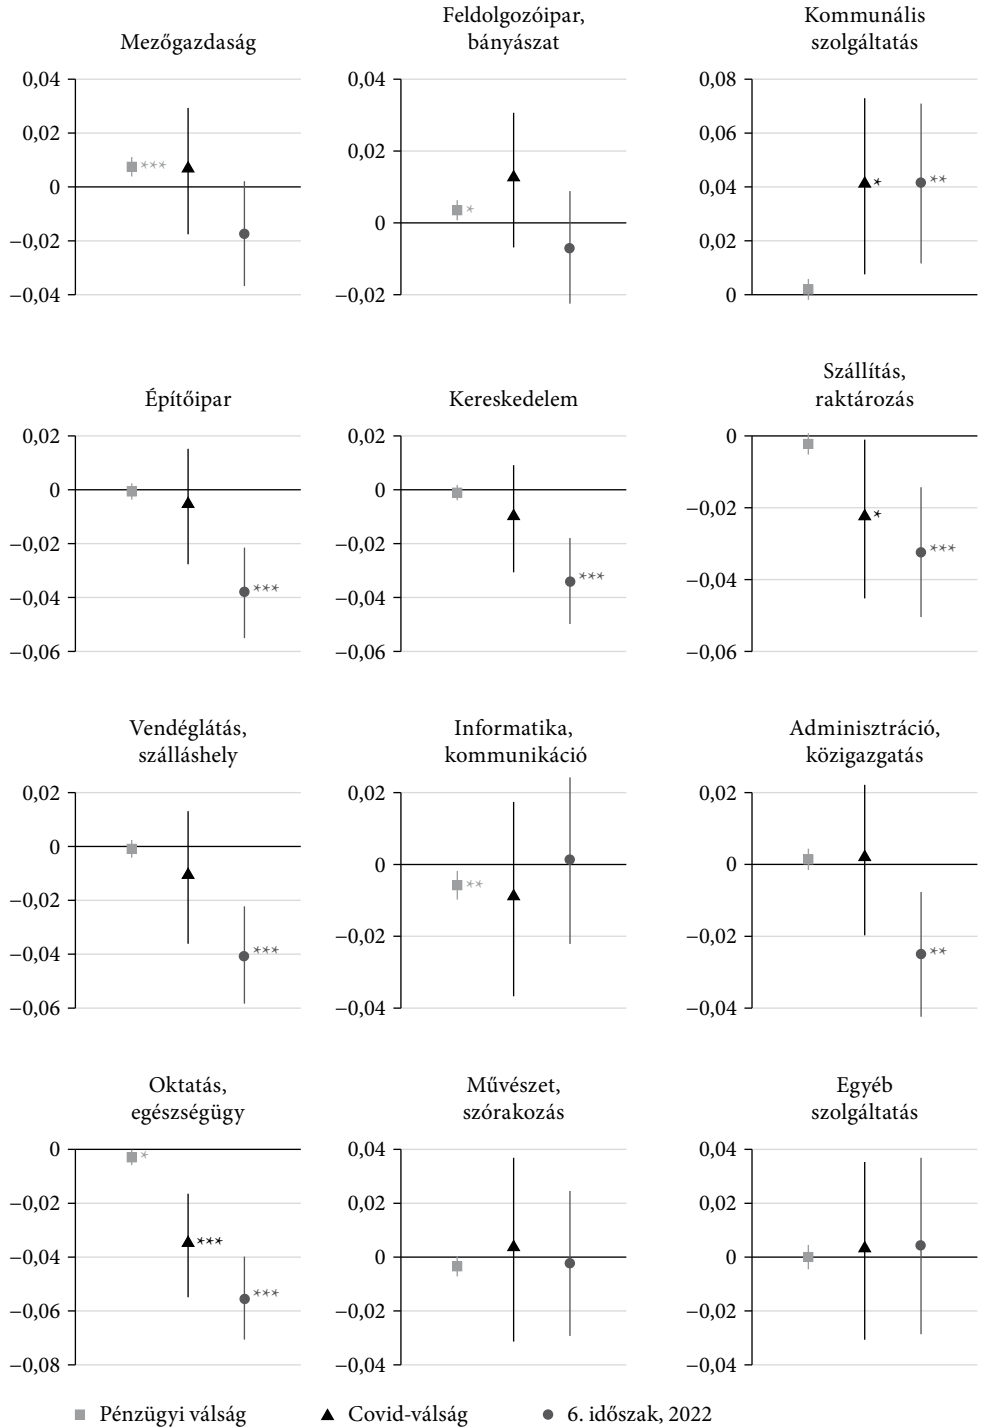 Mezőgazdaság
0,04
0,02
0
−0,02
−0,04
***
Feldolgozóipar,
bányászat
0,04
0,02
0
−0,02
*
Kommunális
szolgáltatás
0,08
0,06
0,04
0,02
0
*
**
Építőipar
0,02
0
−0,02
−0,04
−0,06
***
Kereskedelem
0,02
0
−0,02
−0,04
−0,06
***
Szállítás,
raktározás
0
−0,02
−0,04
−0,06
*
***
Vendéglátás,
szálláshely
0,02
0
−0,02
−0,04
−0,06
***
Informatika,
kommunikáció
0,02
0
−0,02
−0,04
**
Adminisztráció,
közigazgatás
0,02
0
−0,02
−0,04
**
Oktatás,
egészségügy
0
−0,02
−0,04
−0,06
−0,08
*
***
***
Művészet,
szórakozás
0,04
0,02
0
−0,02
−0,04
Egyéb
szolgáltatás
0,04
0,02
0
−0,02
−0,04
Pénzügyi válság
Covid-válság
6. időszak, 2022